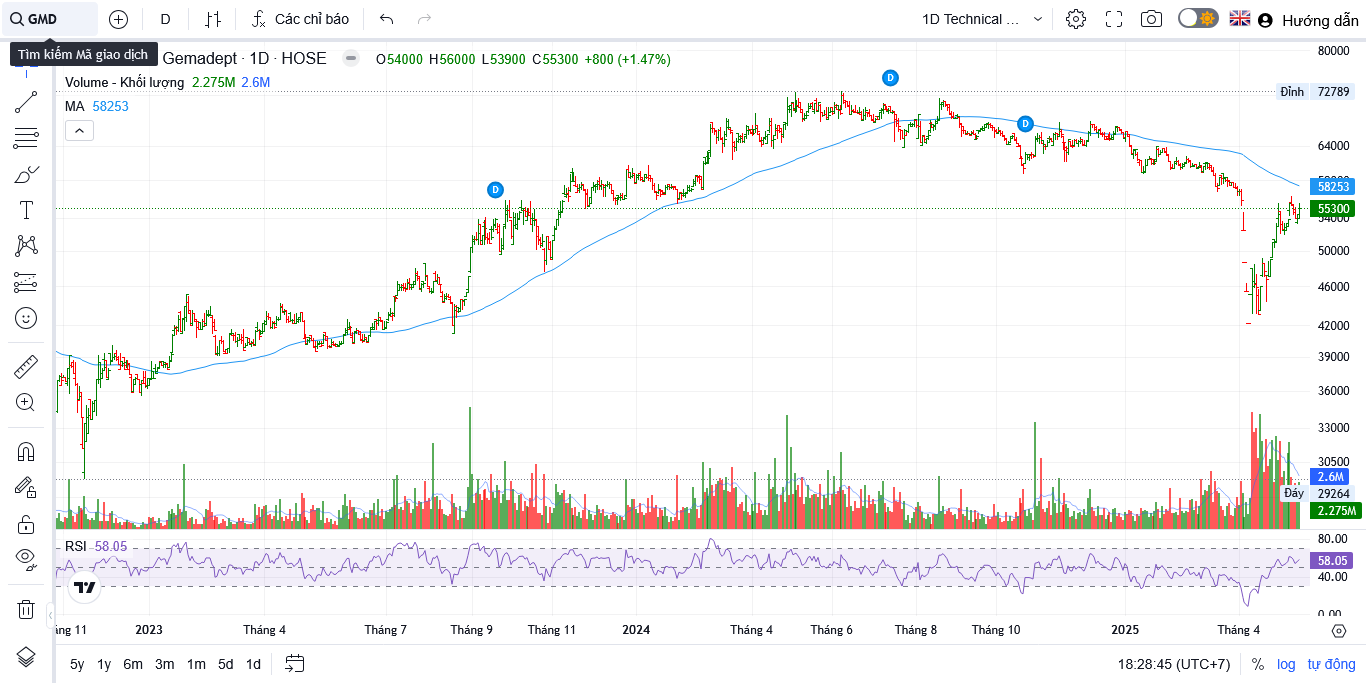 GMD
D
Các chỉ báo
1D Technical ...
Hướng dẫn
Tìm kiếm Mã giao dịch
Gemadept · 1D · HOSE
O54000 H56000 L53900 C55300 +800 (+1.47%)
Volume - Khối lượng 2.275M 2.6M
MA 58253
D
D
D
80000
Đỉnh 72789
64000
58253
55300
54000
50000
46000
42000
39000
36000
33000
30500
2.6M
Đáy 29264
2.275M
RSI 58.05
80.00
58.05
40.00
0.00
ng 11
2023
Tháng 4
Tháng 7
Tháng 9
Tháng 11
2024
Tháng 4
Tháng 6
Tháng 8
Tháng 10
2025
Tháng 4
5y 1y 6m 3m 1m 5d 1d
18:28:45 (UTC+7)
% log tự động